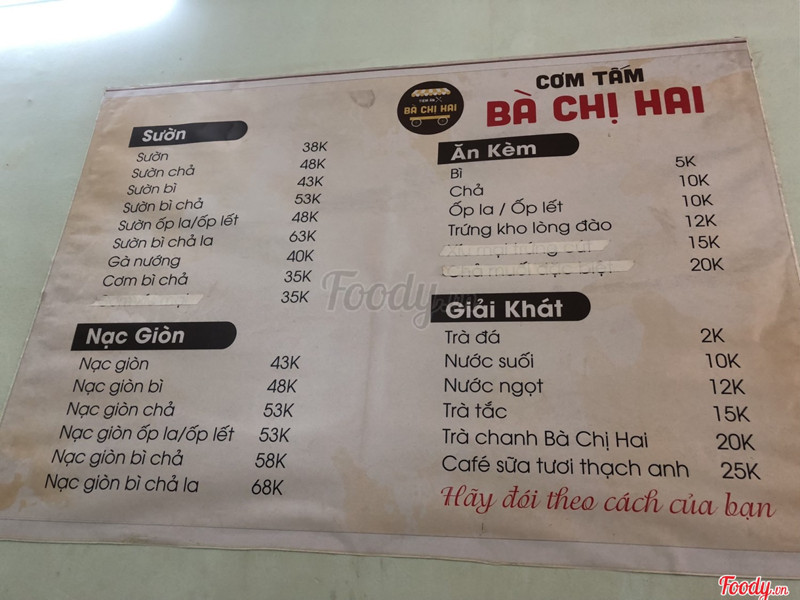 CƠM TẤM
BÀ CHỊ HAI
BÀ CHỊ HAI
Sườn
Sườn 38K
Sườn chả 48K
Sườn bì 43K
Sườn bì chả 53K
Sườn ốp la/ốp lết 48K
Sườn bì chả la 63K
Gà nướng 40K
Cơm bì chả 35K
35K
Nạc Giòn
Nạc giòn 43K
Nạc giòn bì 48K
Nạc giòn chả 53K
Nạc giòn ốp la/ốp lết 53K
Nạc giòn bì chả 58K
Nạc giòn bì chả la 68K
Ăn Kèm
Bì 5K
Chả 10K
Ốp la / Ốp lết 10K
Trứng kho lòng đào 12K
15K
20K
Giải Khát
Trà đá 2K
Nước suối 10K
Nước ngọt 12K
Trà tắc 15K
Trà chanh Bà Chị Hai 20K
Café sữa tươi thạch anh 25K
Hãy đói theo cách của bạn
Foody.vn
Foody.vn